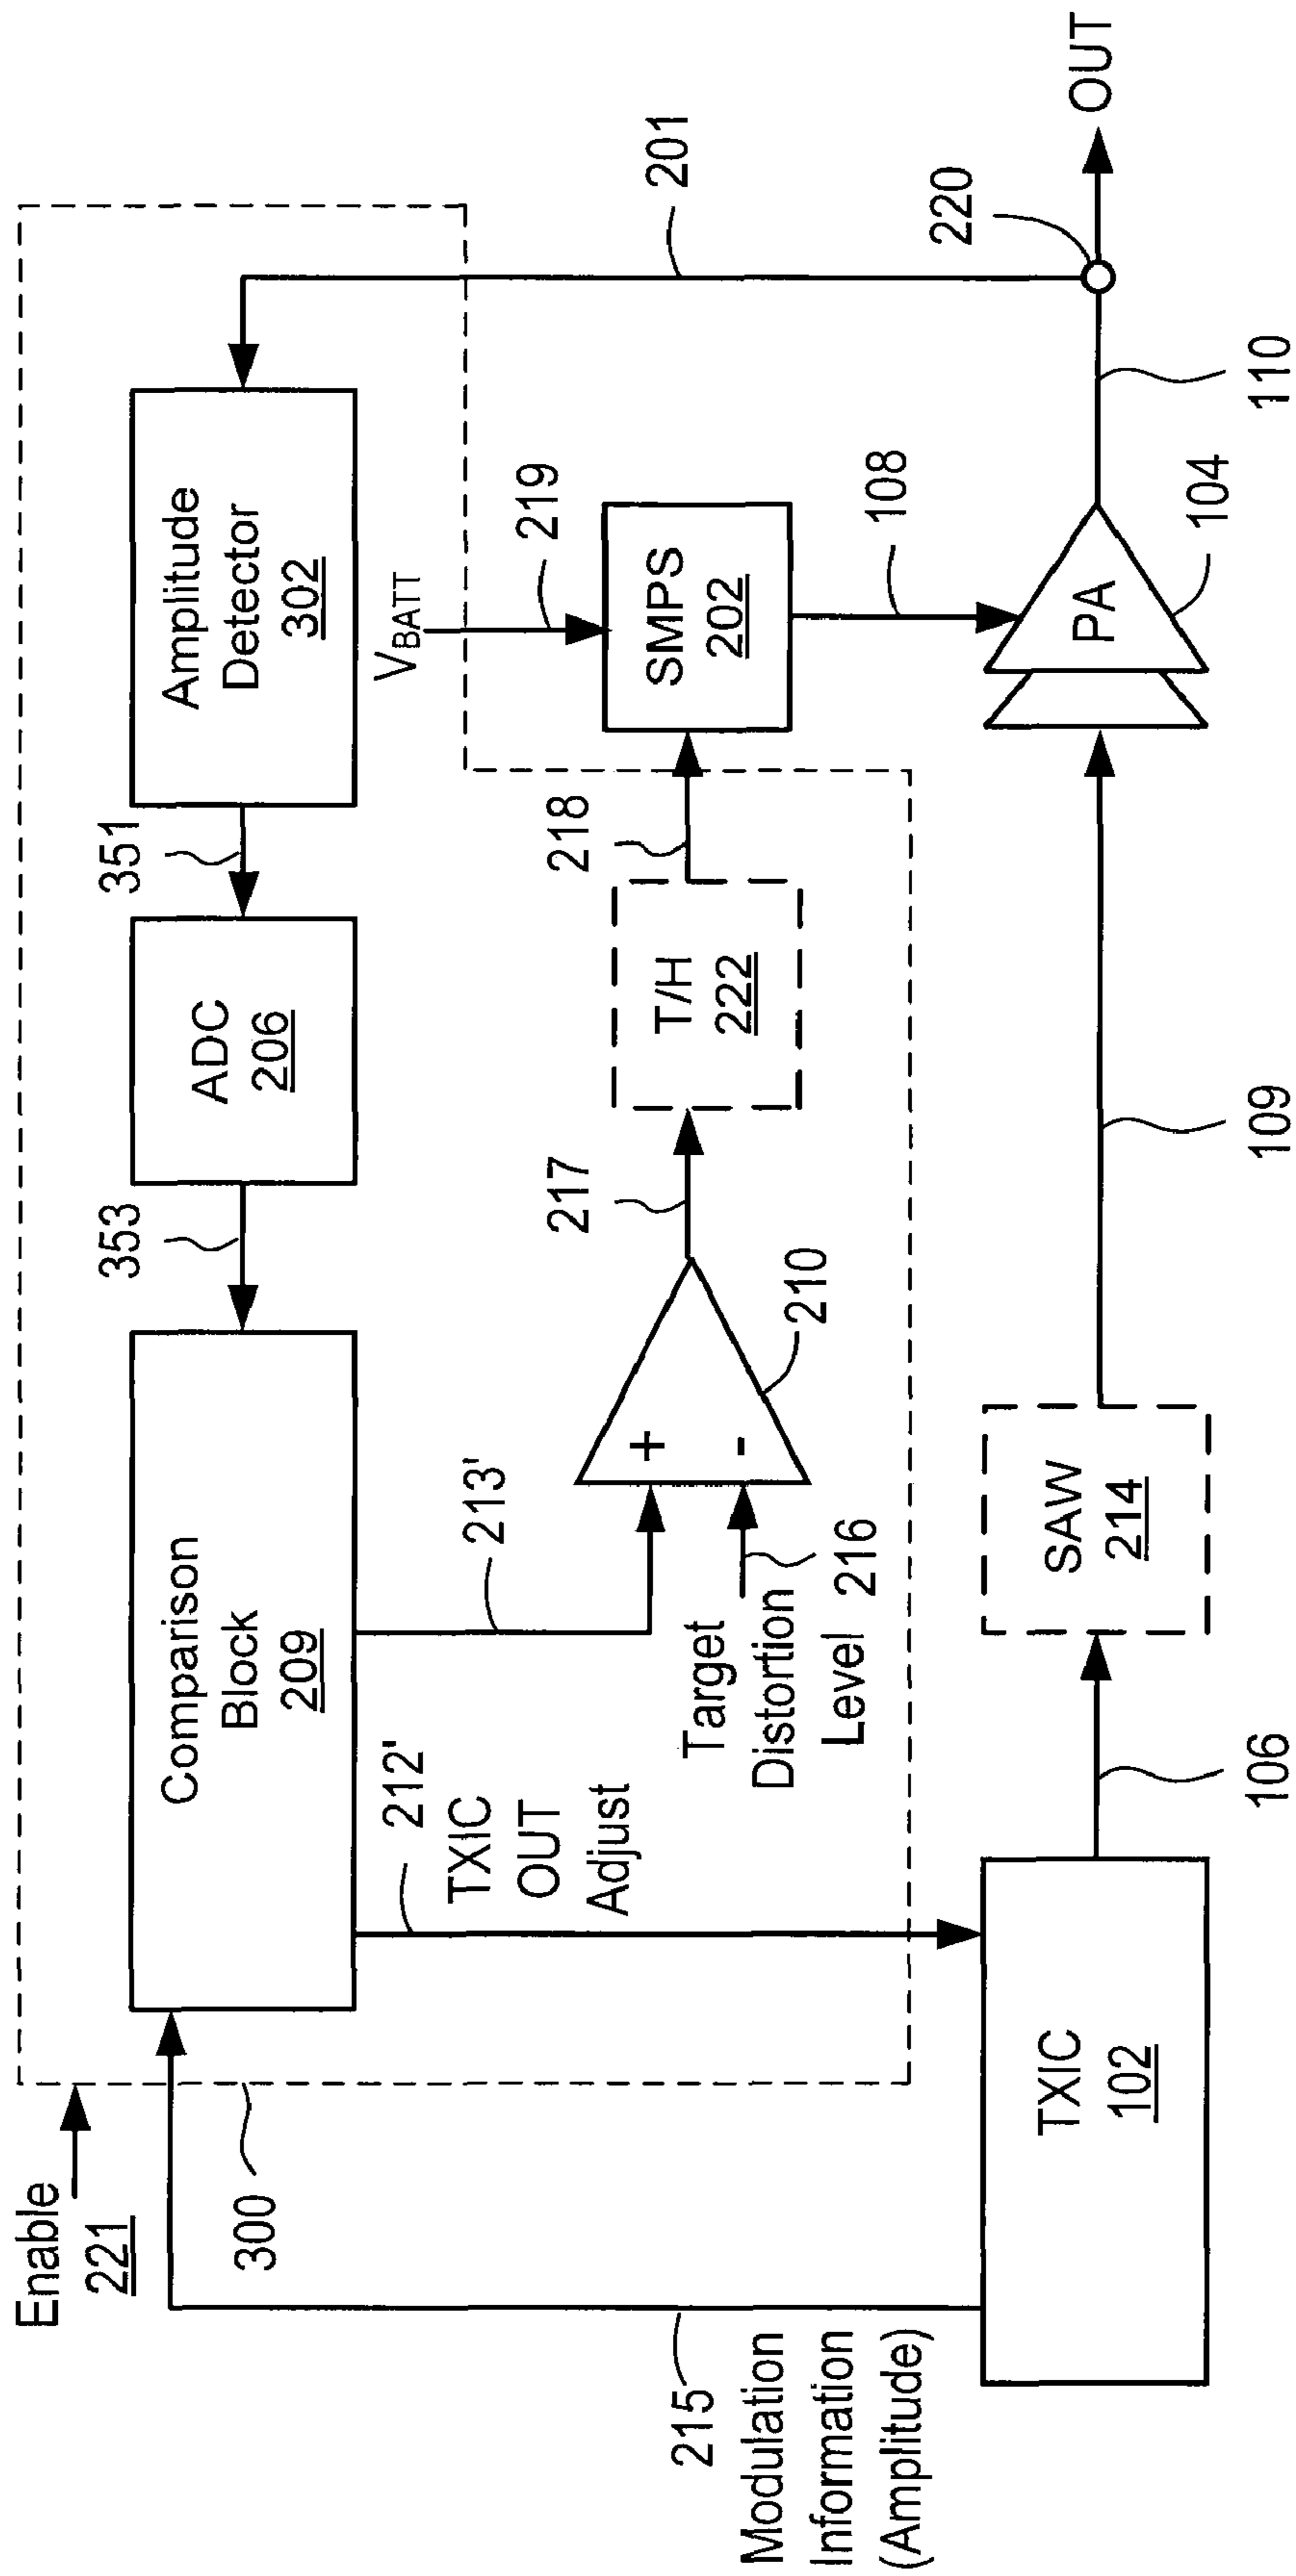 Enable
221
300
Comparison
Block
209
353
ADC
206
351
Amplitude
Detector
302
201
212'
TXIC
OUT
Adjust
213'
+
-
Target
Distortion
Level 216
210
217
T/H
222
218
VBATT
219
SMPS
202
108
220
OUT
215
Modulation
Information
(Amplitude)
TXIC
102
106
SAW
214
109
PA
104
110